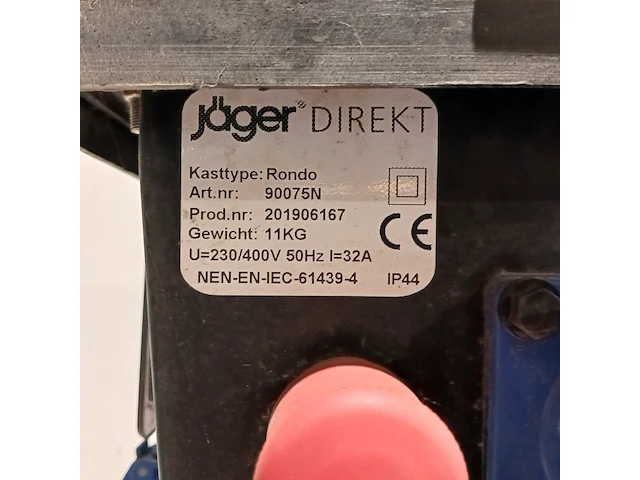 jäger® DIREKT
Kasttype: Rondo
Art.nr: 90075N
Prod.nr: 201906167
Gewicht: 11KG
CE
U=230/400V 50Hz I=32A
NEN-EN-IEC-61439-4 IP44